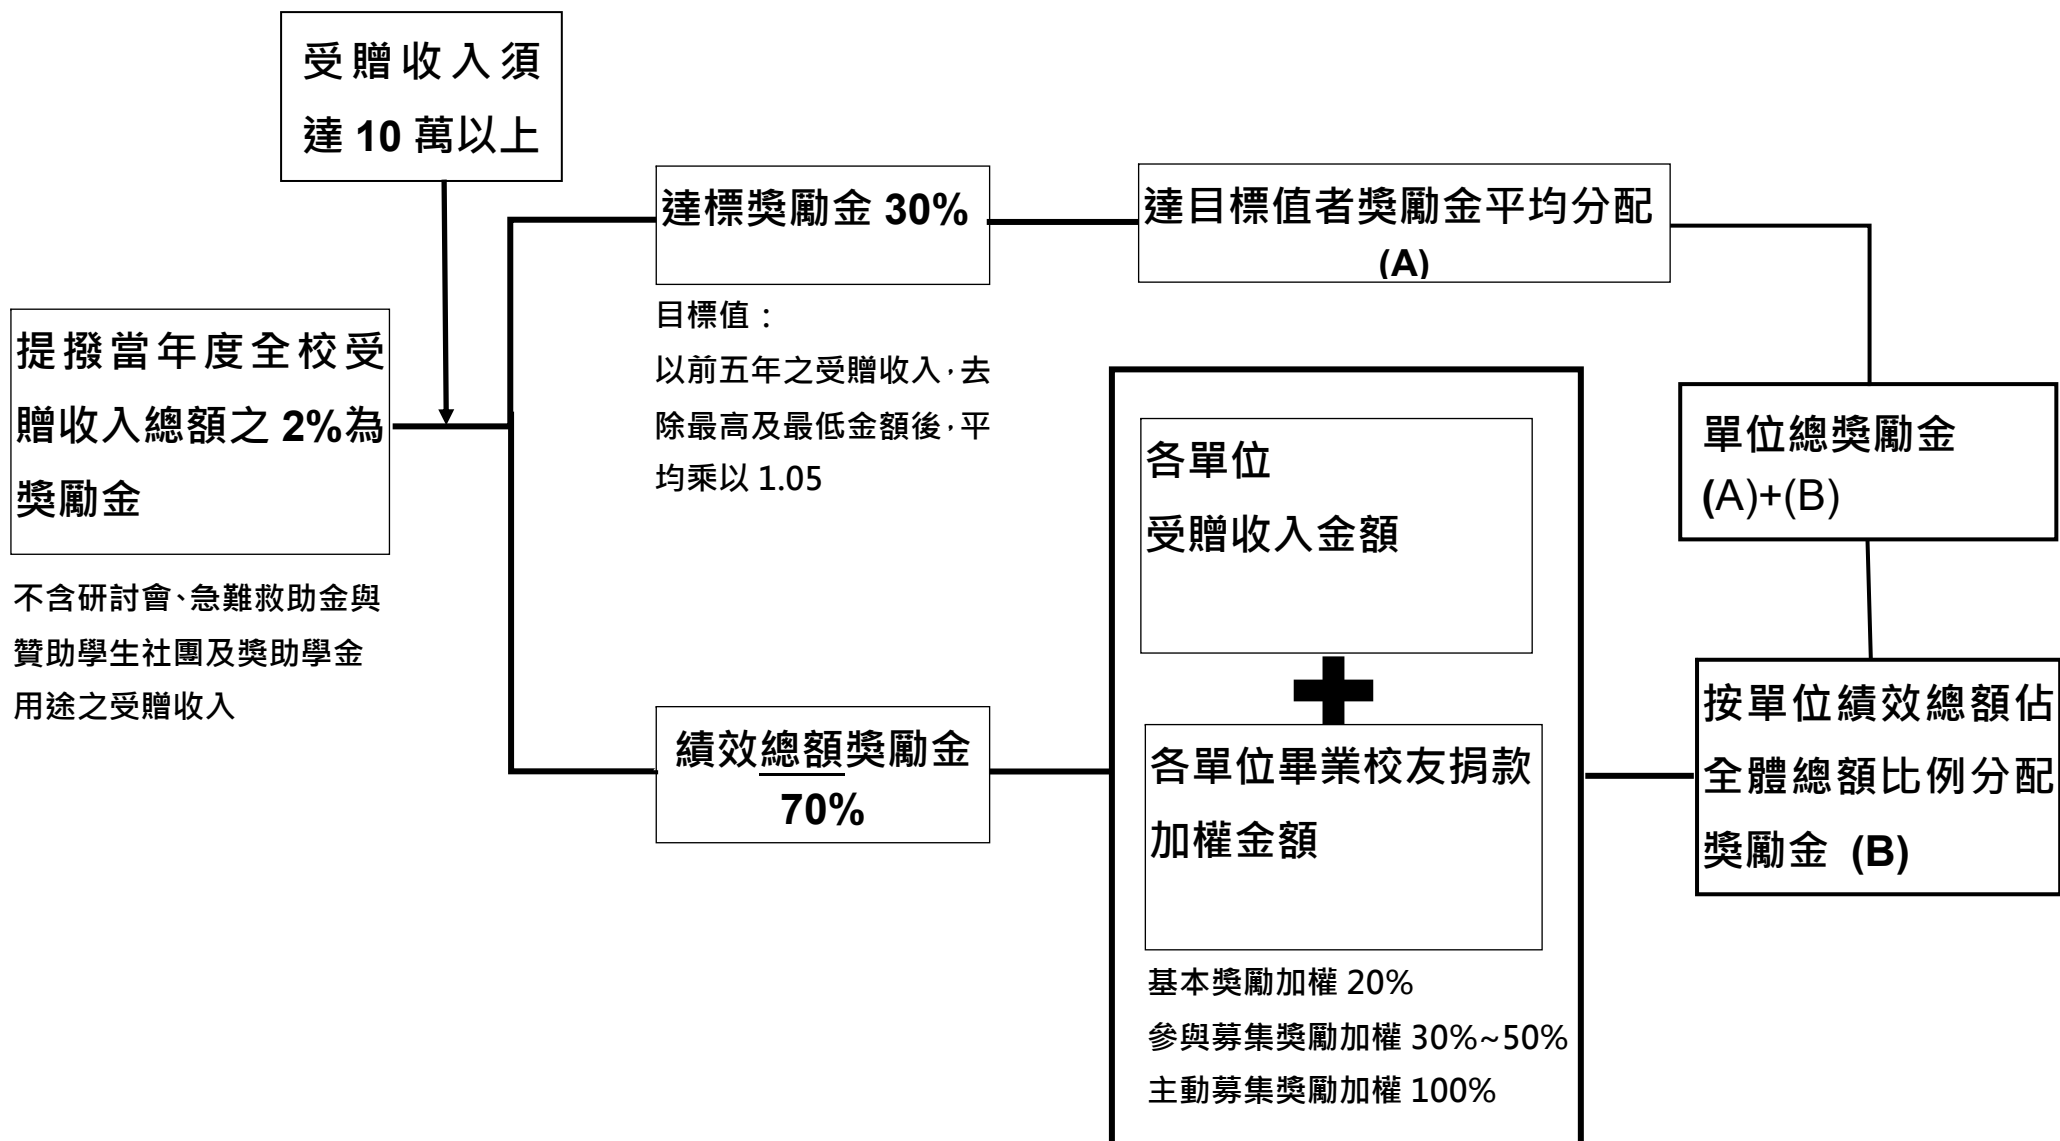 受贈收入須
達 10 萬以上
提撥當年度全校受
贈收入總額之 2%為
獎勵金
不含研討會、急難救助金與
贊助學生社團及獎助學金
用途之受贈收入
達標獎勵金 30%
目標值：
以前五年之受贈收入，去
除最高及最低金額後，平
均乘以 1.05
績效總額獎勵金
70%
達目標值者獎勵金平均分配
(A)
各單位
受贈收入金額
各單位畢業校友捐款
加權金額
基本獎勵加權 20%
參與募集獎勵加權 30%~50%
主動募集獎勵加權 100%
單位總獎勵金
(A)+(B)
按單位績效總額佔
全體總額比例分配
獎勵金 (B)